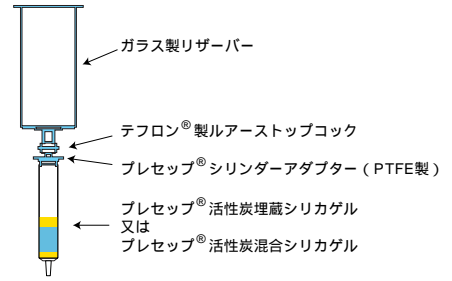 ガラス製リザーバー
テフロン®製ルアーストップコック
プレセップ®シリンダーアダプター（PTFE製）
プレセップ®活性炭埋蔵シリカゲル
又は
プレセップ®活性炭混合シリカゲル